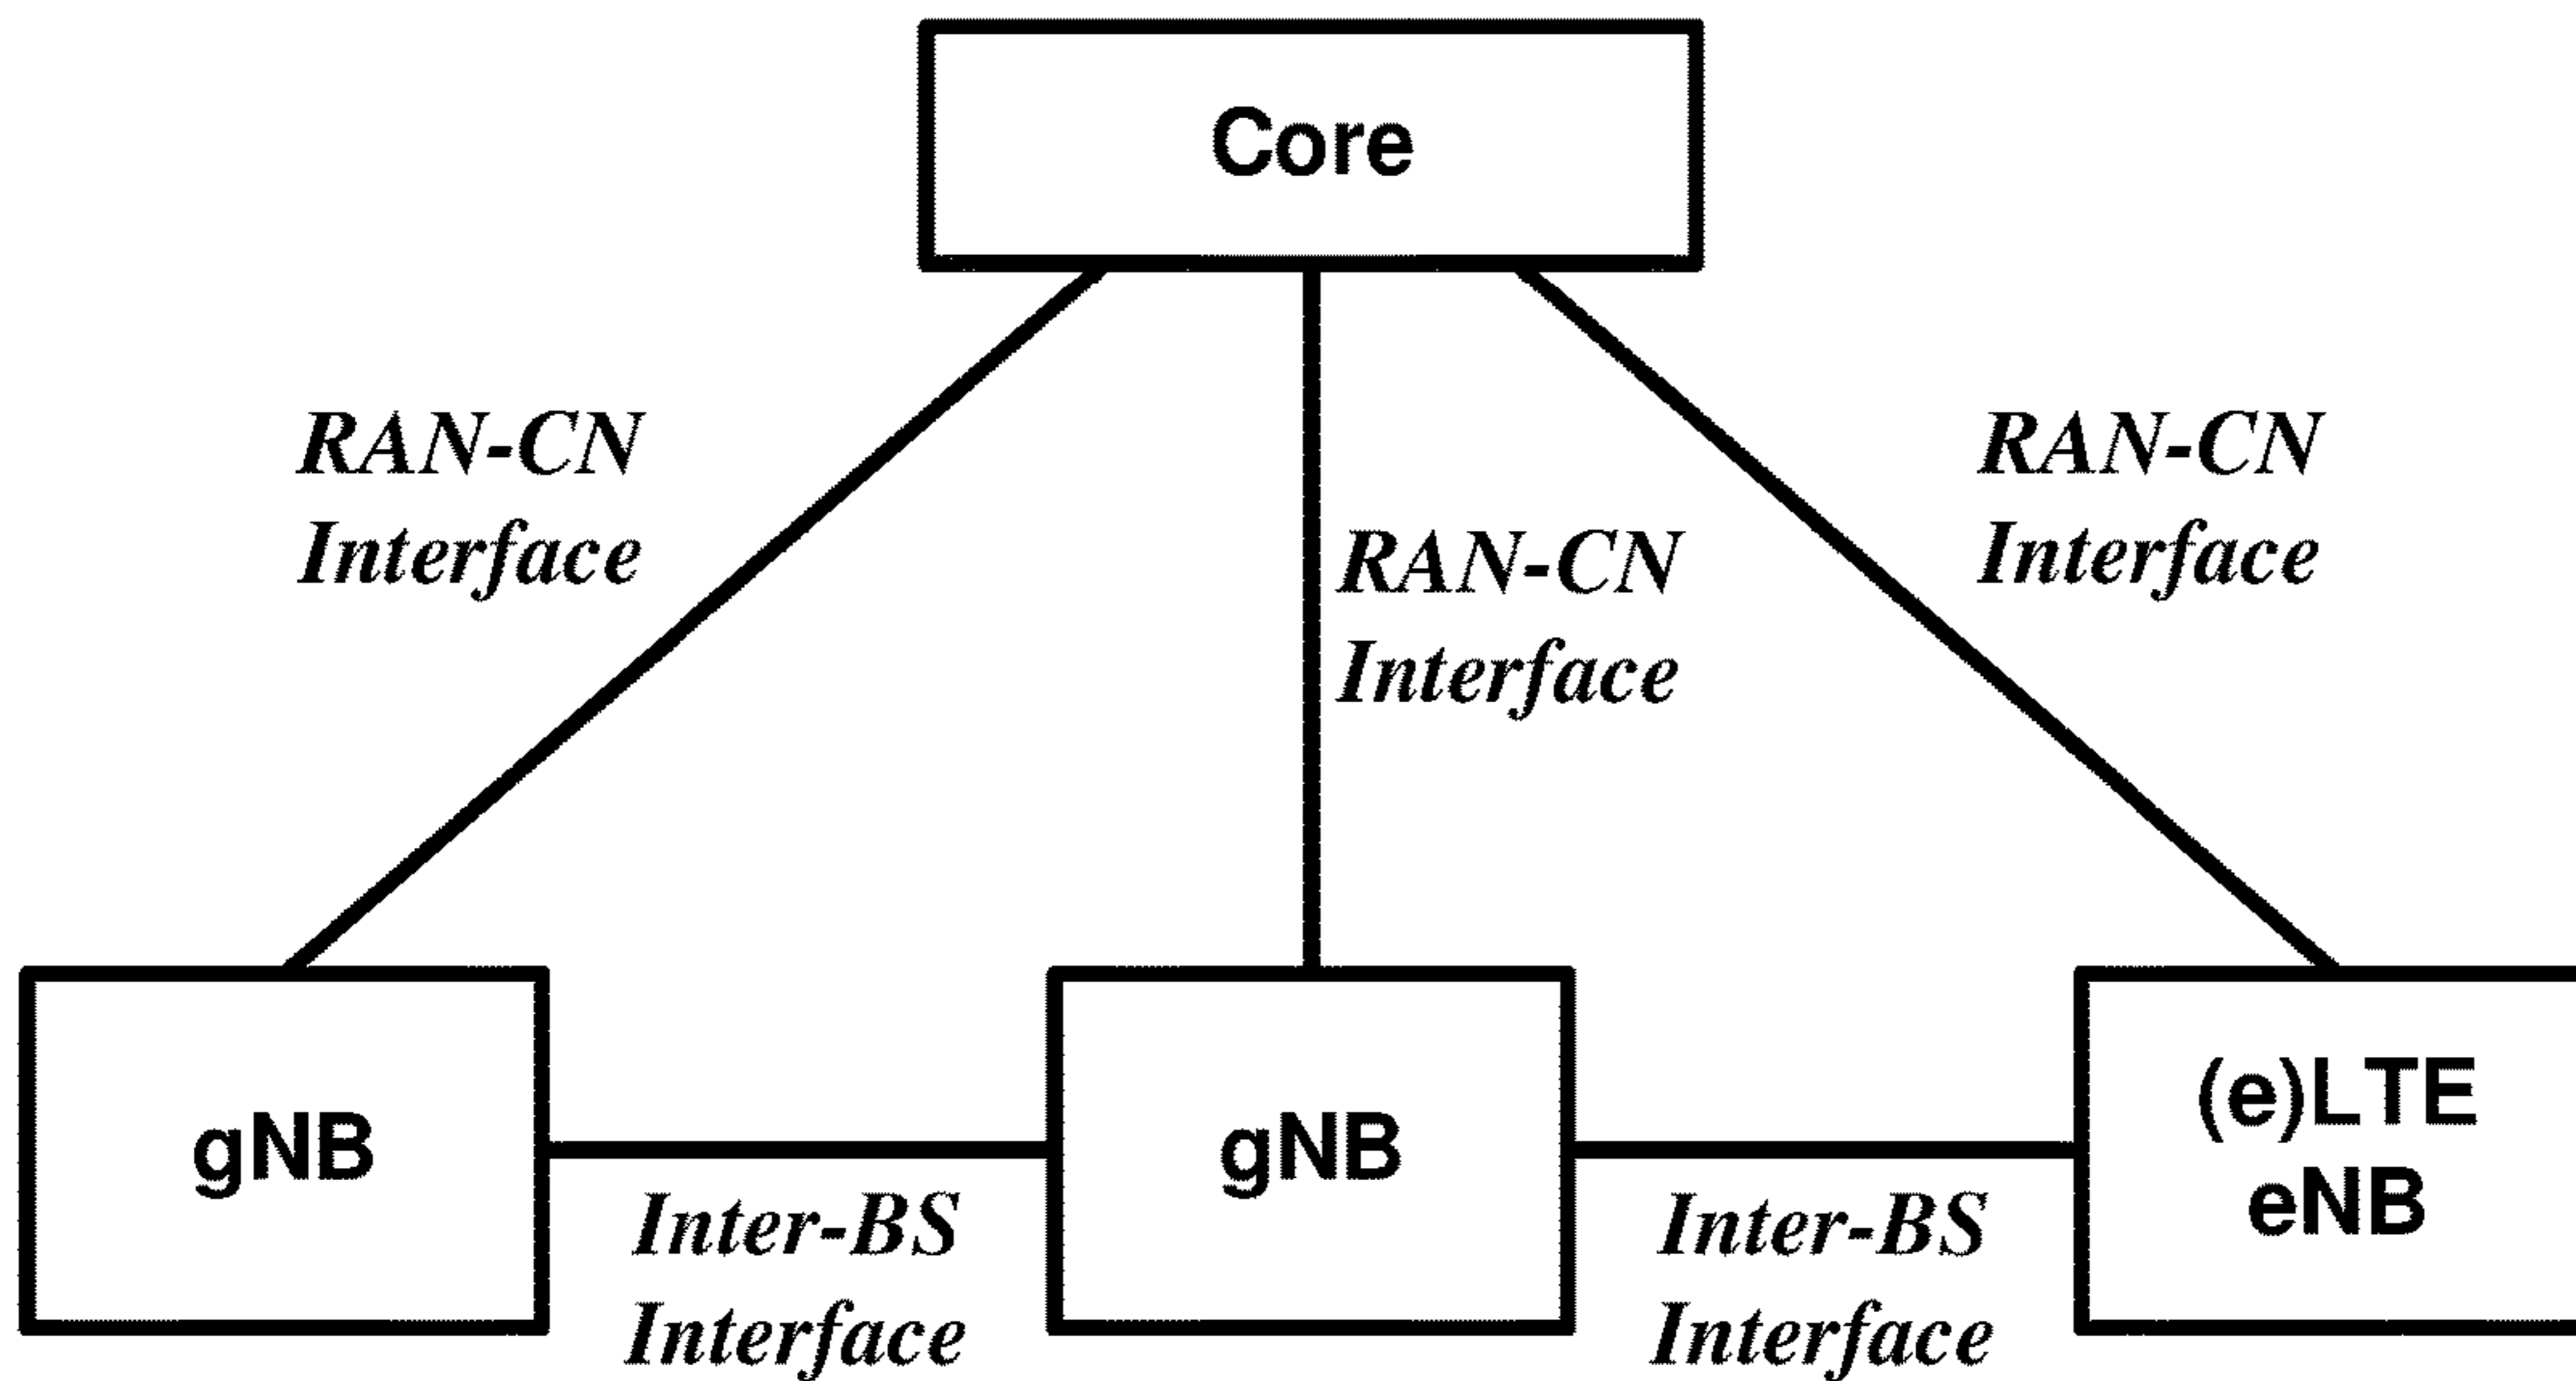 Core
RAN-CN
Interface
RAN-CN
Interface
RAN-CN
Interface
gNB
Inter-BS
Interface
gNB
Inter-BS
Interface
(e)LTE
eNB